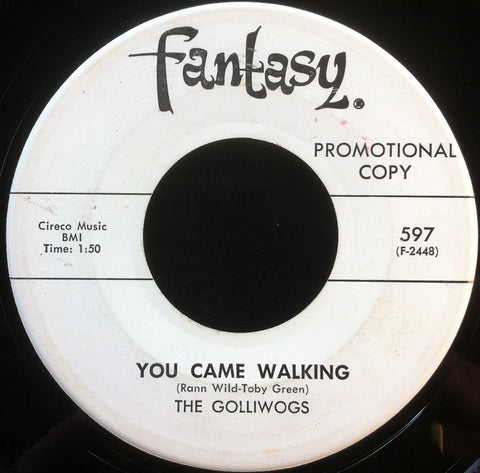 Fantasy®
PROMOTIONAL
COPY
Cireco Music
BMI
Time: 1:50
597
(F-2448)
YOU CAME WALKING
(Rann Wild-Toby Green)
THE GOLLIWOGS